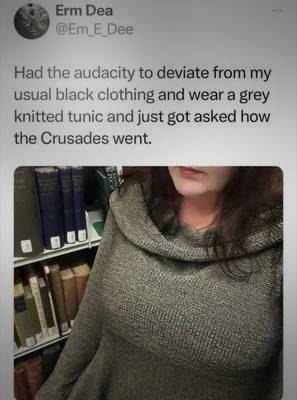 Erm Dea
@Em_E_Dee
Had the audacity to deviate from my
usual black clothing and wear a grey
knitted tunic and just got asked how
the Crusades went.